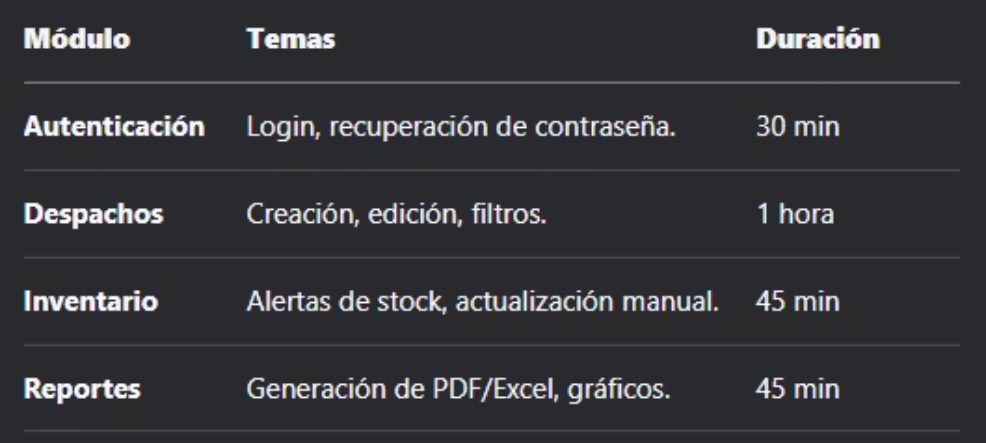 Módulo Temas Duración
Autenticación Login, recuperación de contraseña. 30 min
Despachos Creación, edición, filtros. 1 hora
Inventario Alertas de stock, actualización manual. 45 min
Reportes Generación de PDF/Excel, gráficos. 45 min